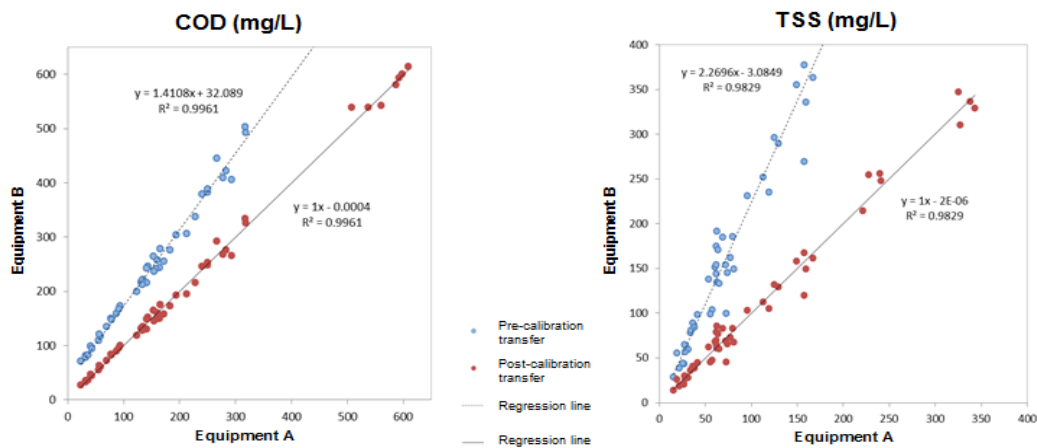 COD (mg/L)
600
500
400
300
200
100
0
0
100
200
300
400
500
600
Equipment B
Equipment A
y = 1.4108x + 32.089
R² = 0.9961
y = 1x - 0.0004
R² = 0.9961
Pre-calibration
transfer
Post-calibration
transfer
Regression line
Regression line
TSS (mg/L)
400
350
300
250
200
150
100
50
0
0
50
100
150
200
250
300
350
400
Equipment B
Equipment A
y = 2.2696x - 3.0849
R² = 0.9829
y = 1x - 2E-06
R² = 0.9829